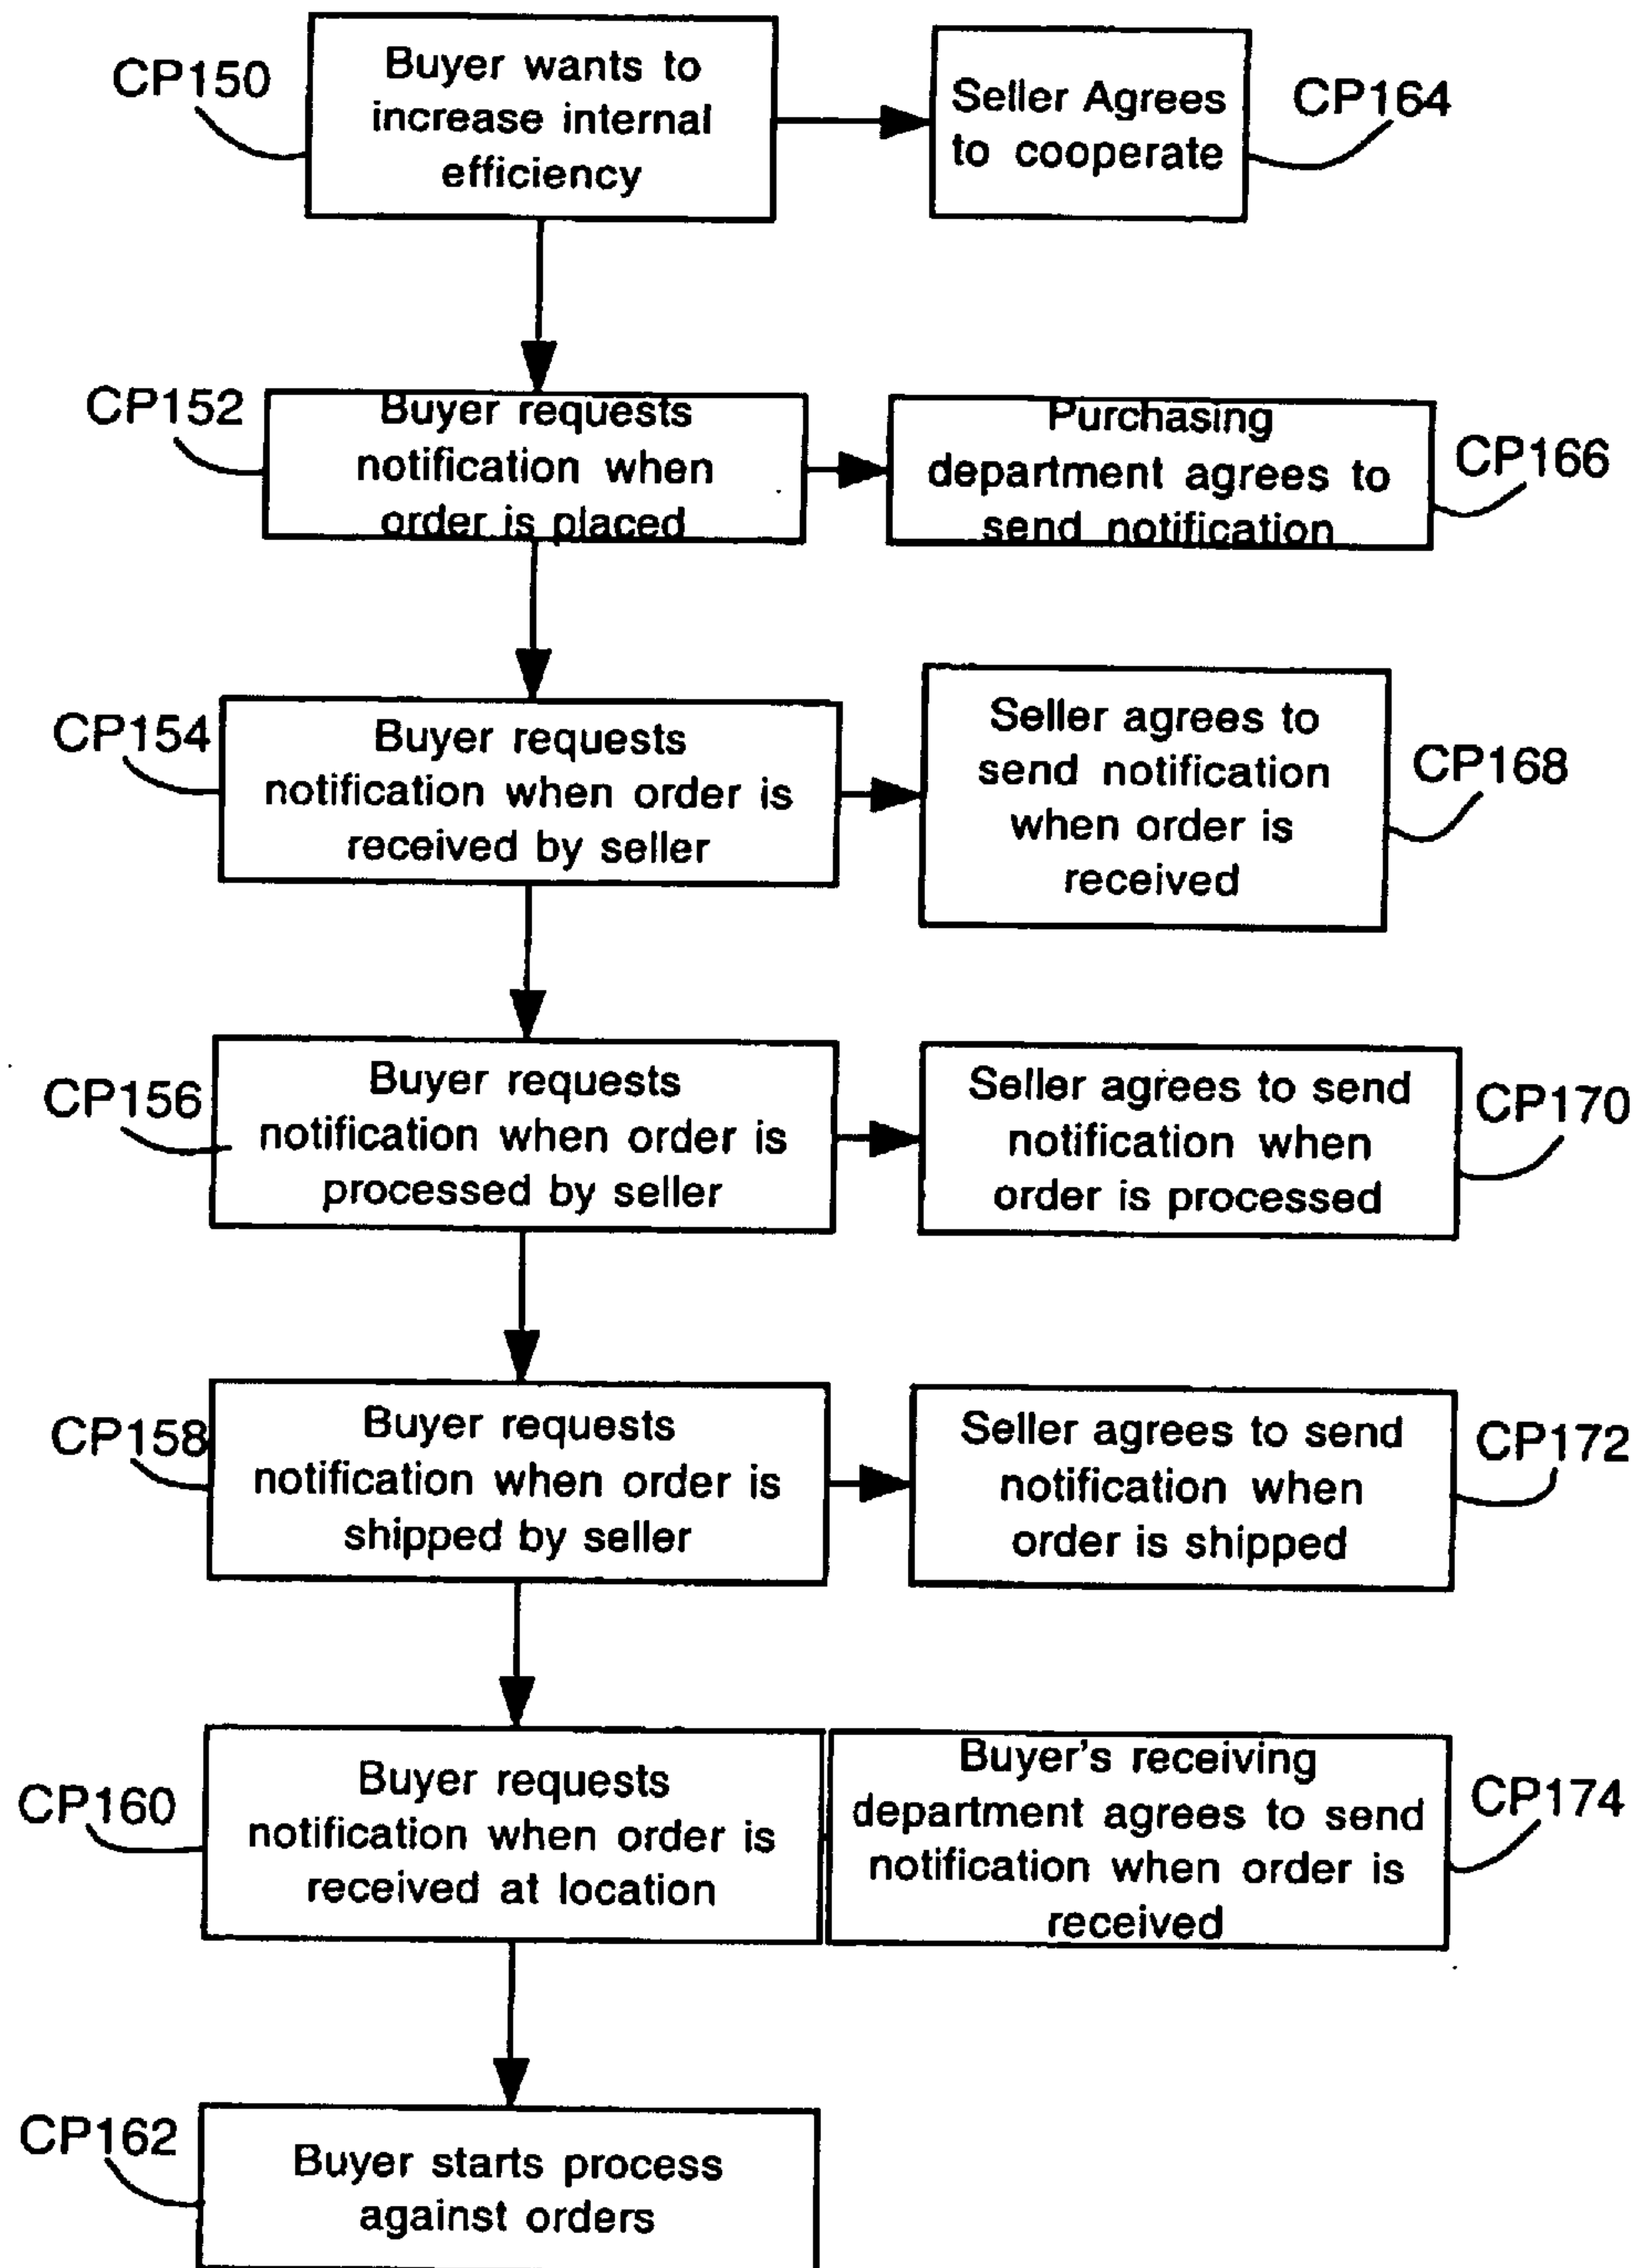 CP150
Buyer wants to
increase internal
efficiency
Seller Agrees
to cooperate
CP164
CP152
Buyer requests
notification when
order is placed
Purchasing
department agrees to
send notification
CP166
CP154
Buyer requests
notification when order is
received by seller
Seller agrees to
send notification
when order is
received
CP168
CP156
Buyer requests
notification when order is
processed by seller
Seller agrees to send
notification when
order is processed
CP170
CP158
Buyer requests
notification when order is
shipped by seller
Seller agrees to send
notification when
order is shipped
CP172
CP160
Buyer requests
notification when order is
received at location
Buyer's receiving
department agrees to send
notification when order is
received
CP174
CP162
Buyer starts process
against orders